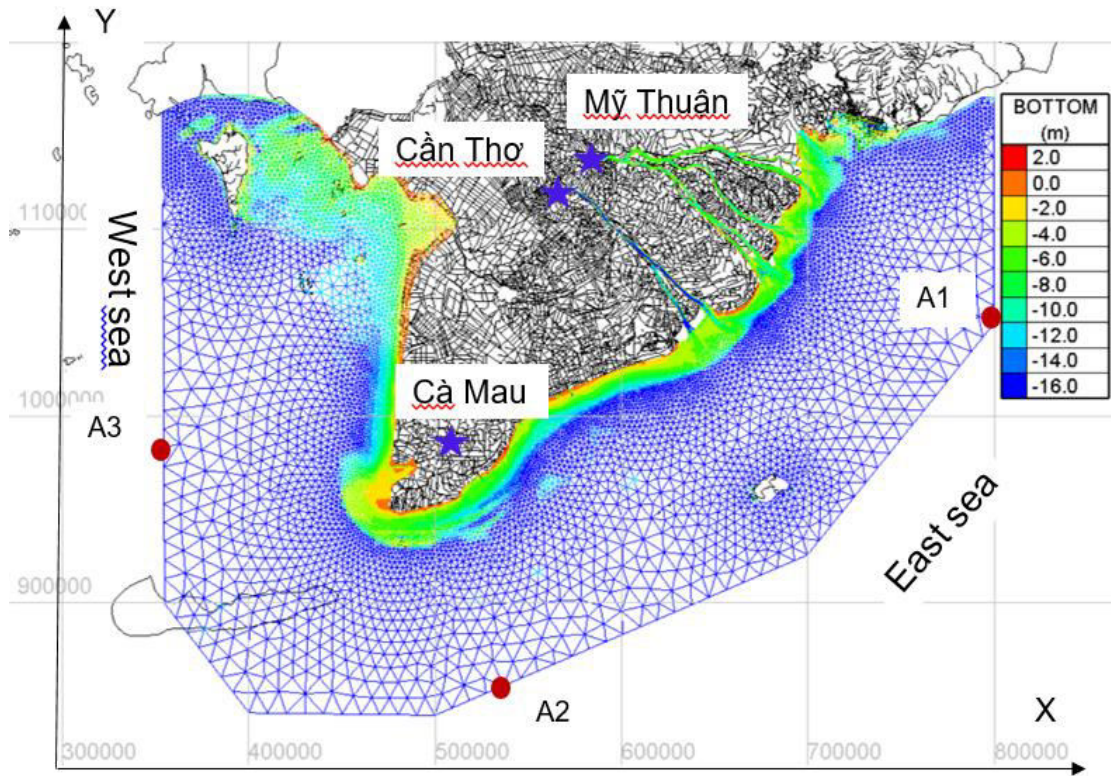 Y
Mỹ Thuân
Cần Thơ
BOTTOM
(m)
2.0
0.0
-2.0
-4.0
-6.0
-8.0
-10.0
-12.0
-14.0
-16.0
110000
West sea
A1
Cà Mau
1000000
A3
East sea
900000
A2
X
300000
400000
500000
600000
700000
800000